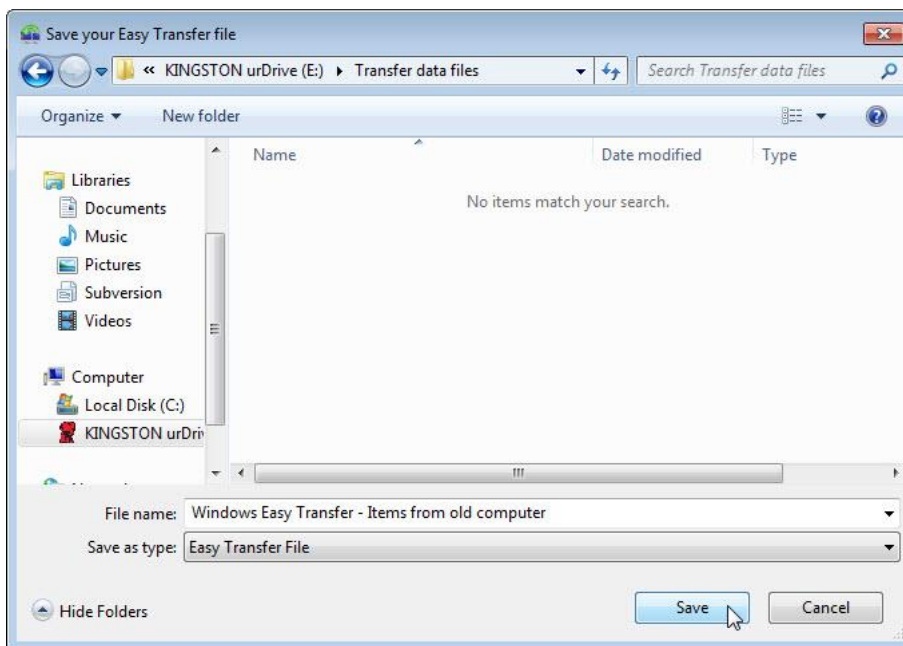 Save your Easy Transfer file
« KINGSTON urDrive (E:) Transfer data files Search Transfer data files
Organize New folder
Name Date modified Type
No items match your search.
Libraries
Documents
Music
Pictures
Subversion
Videos
Computer
Local Disk (C:)
KINGSTON urDriv
File name: Windows Easy Transfer - Items from old computer
Save as type: Easy Transfer File
Hide Folders Save Cancel